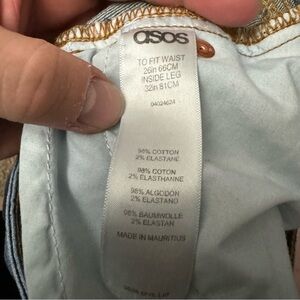 asos
TO FIT WAIST
26in 66CM
INSIDE LEG
32in 81CM
04024624
98% COTTON
2% ELASTANE
98% COTON
2% ELASTHANNE
98% ALGODON
2% ELASTANO
98% BAUMWOLLE
2% ELASTAN
MADE IN MAURITIUS